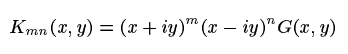 K_{mn}(x, y) = (x + iy)^m (x − iy)^n G(x, y)